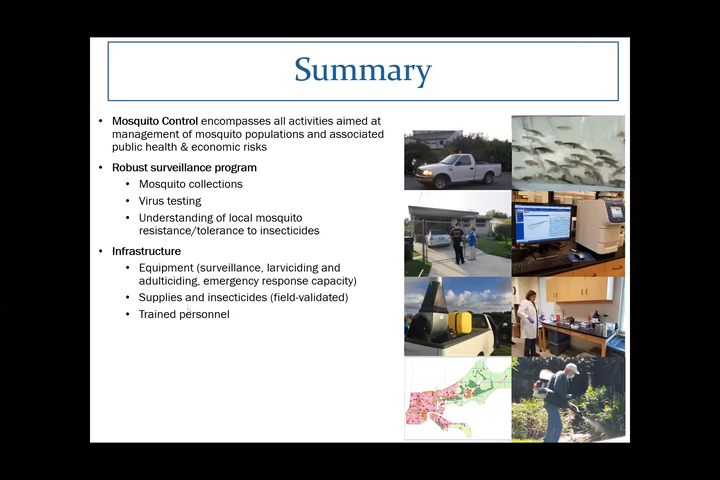 Summary
• Mosquito Control encompasses all activities aimed at
management of mosquito populations and associated
public health & economic risks
• Robust surveillance program
• Mosquito collections
• Virus testing
• Understanding of local mosquito
resistance/tolerance to insecticides
• Infrastructure
• Equipment (surveillance, larviciding and
adulticiding, emergency response capacity)
• Supplies and insecticides (field-validated)
• Trained personnel